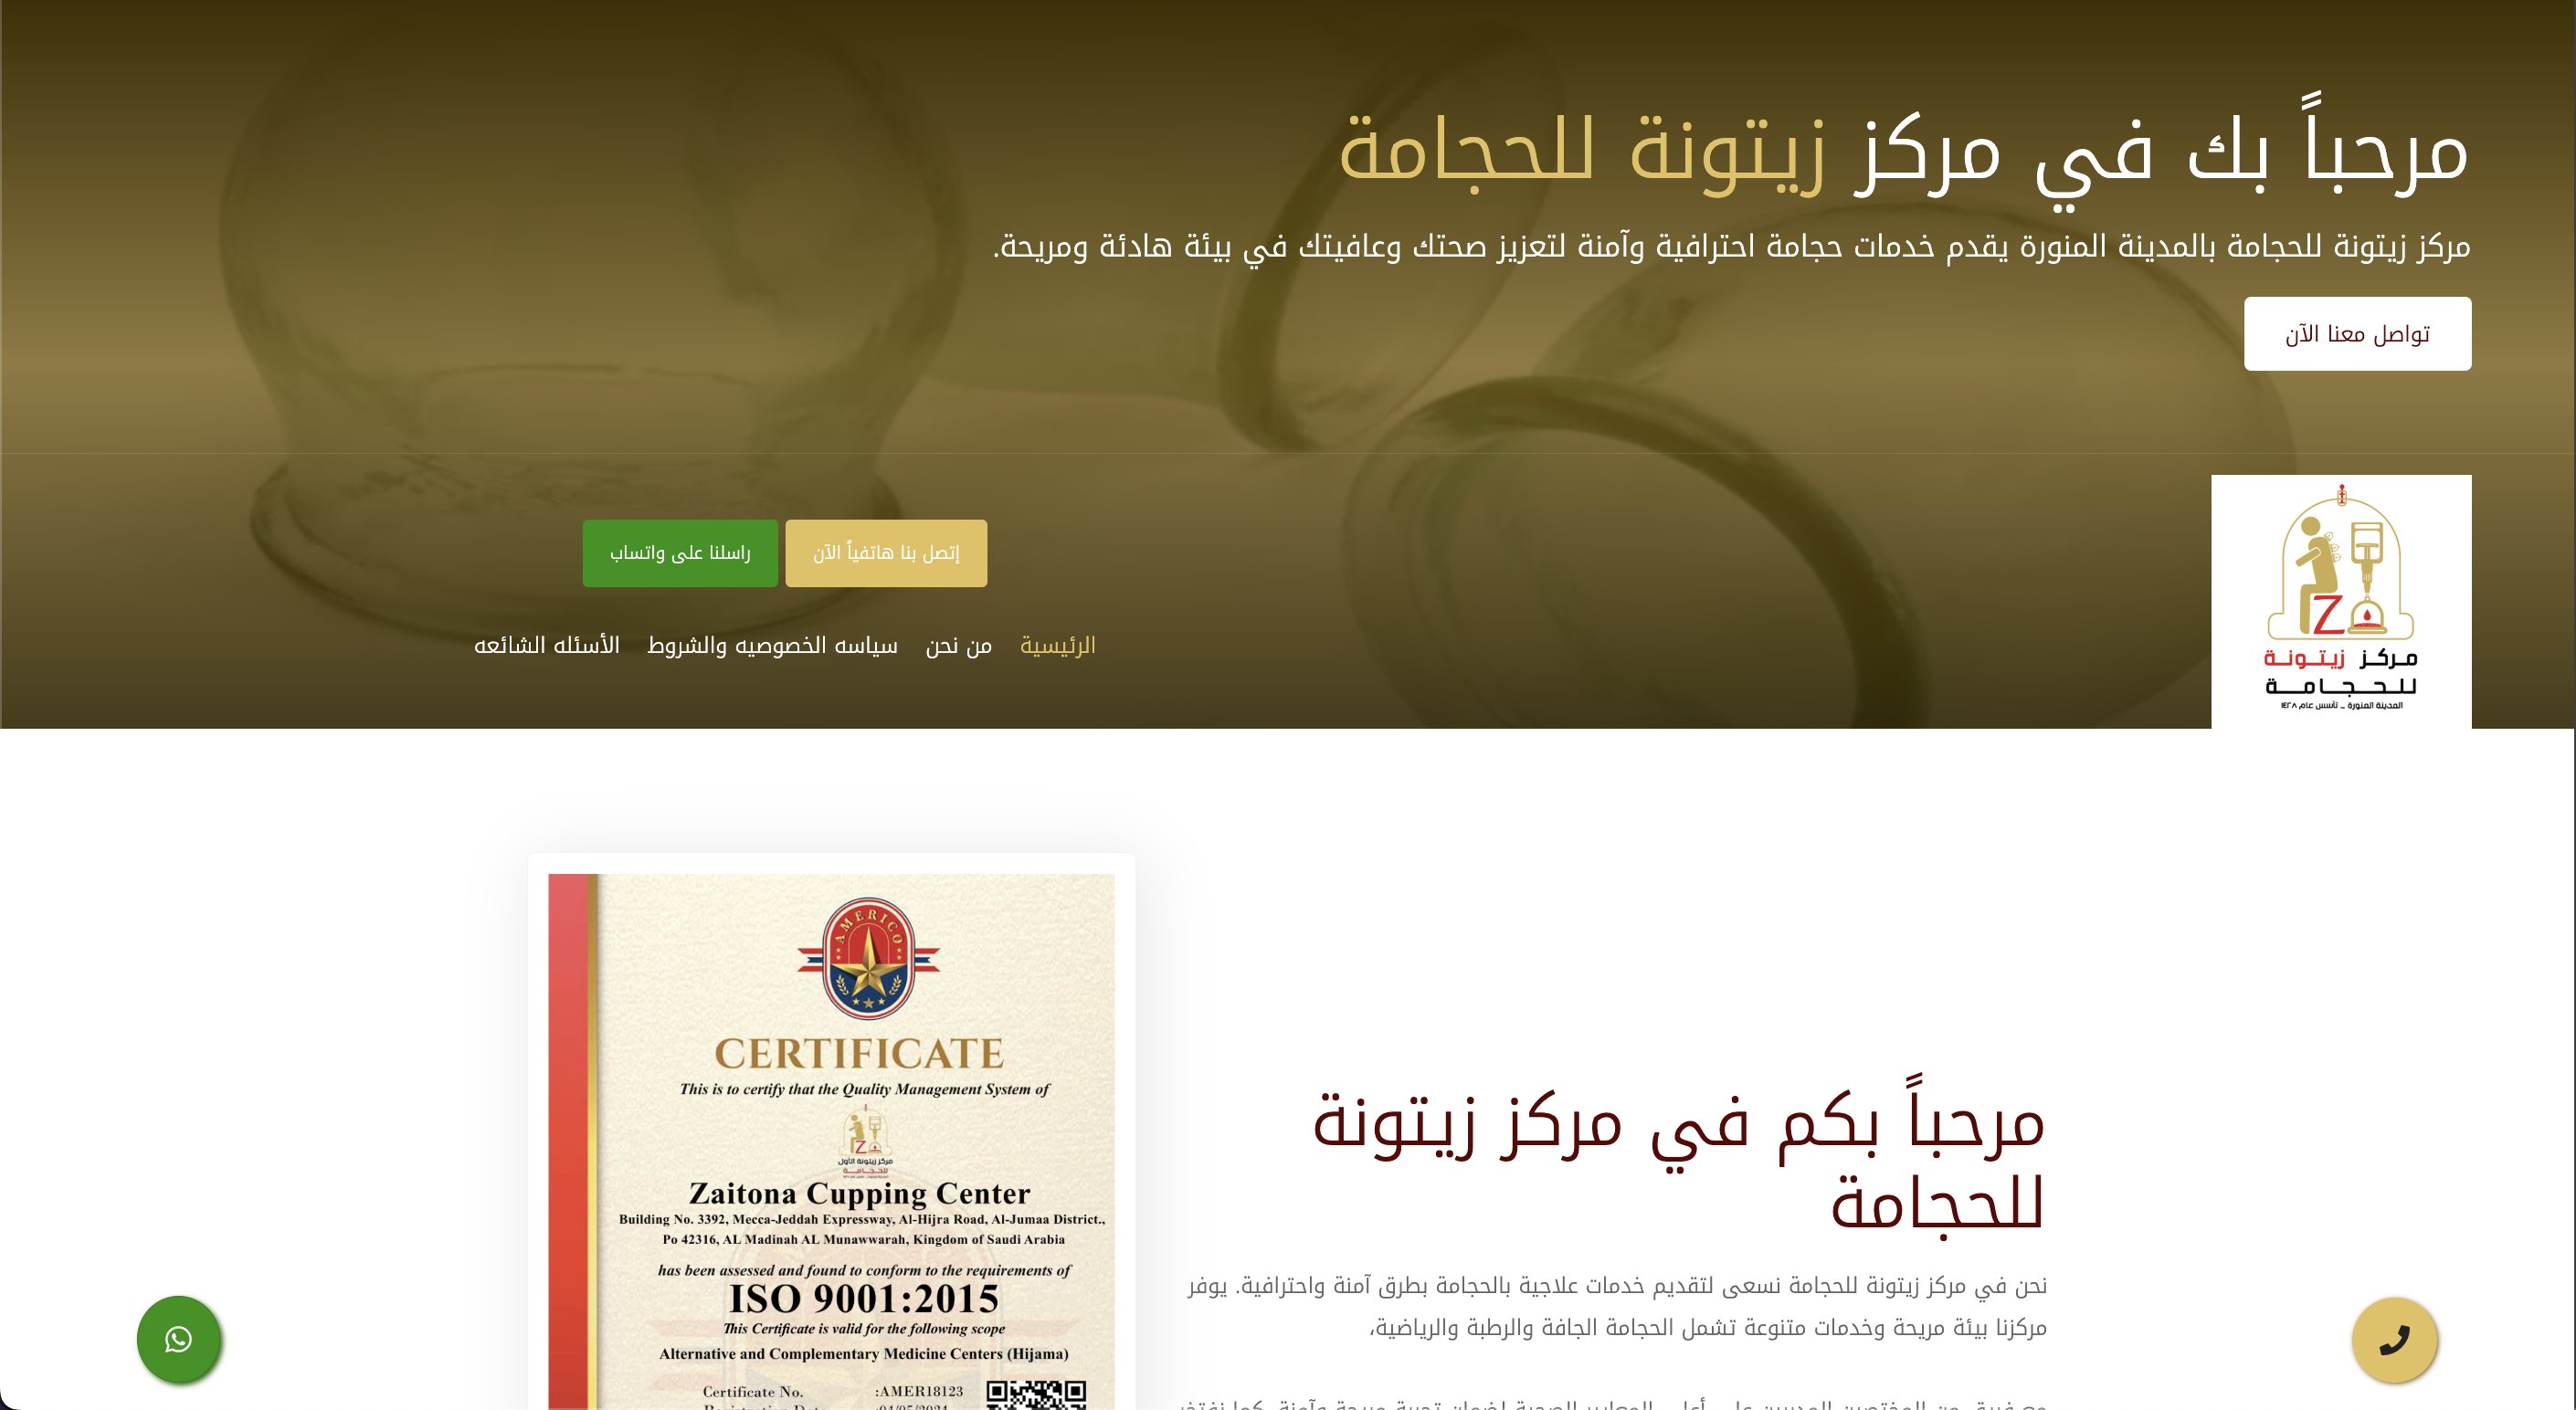 مرحباً بك في مركز زيتونة للحجامة
مركز زيتونة للحجامة بالمدينة المنورة يقدم خدمات حجامة احترافية وآمنة لتعزيز صحتك وعافيتك في بيئة هادئة ومريحة.
تواصل معنا الآن
إتصل بنا هاتفياً الآن
راسلنا على واتساب
الرئيسية من نحن سياسه الخصوصيه والشروط الأسئله الشائعه
Z
مركز زيتونة
للحجامة
المدينة المنورة _ تأسس عام ١٤٢٨
مرحباً بكم في مركز زيتونة
للحجامة
نحن في مركز زيتونة للحجامة نسعى لتقديم خدمات علاجية بالحجامة بطرق آمنة واحترافية. يوفر
مركزنا بيئة مريحة وخدمات متنوعة تشمل الحجامة الجافة والرطبة والرياضية،
AMERICO
CERTIFICATE
This is to certify that the Quality Management System of
Z
مركز زيتونة الأول
للحجامة
Zaitona Cupping Center
Building No. 3392, Mecca-Jeddah Expressway, Al-Hijra Road, Al-Jumaa District.,
Po 42316, AL Madinah AL Munawwarah, Kingdom of Saudi Arabia
has been assessed and found to conform to the requirements of
ISO 9001:2015
This Certificate is valid for the following scope
Alternative and Complementary Medicine Centers (Hijama)
Certificate No. :AMER18123